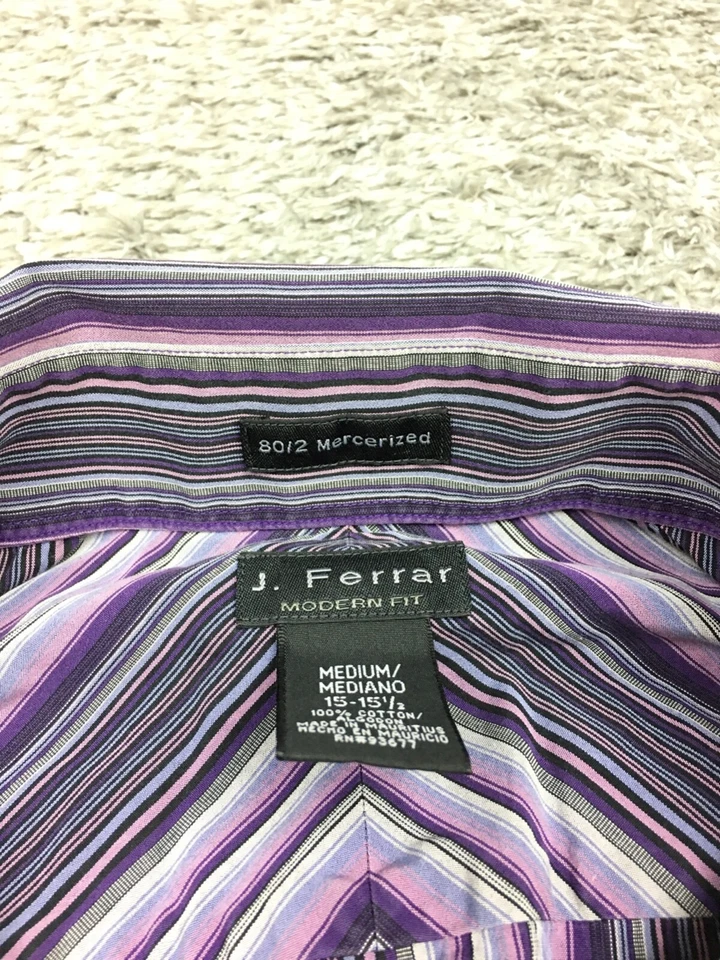 80/2 Mercerized
J. Ferrar
MODERN FIT
MEDIUM/
MEDIANO
15-15½
100% COTTON/
ALGODON
MADE IN MAURITIUS
HECHO EN MAURICIO
RN#93677